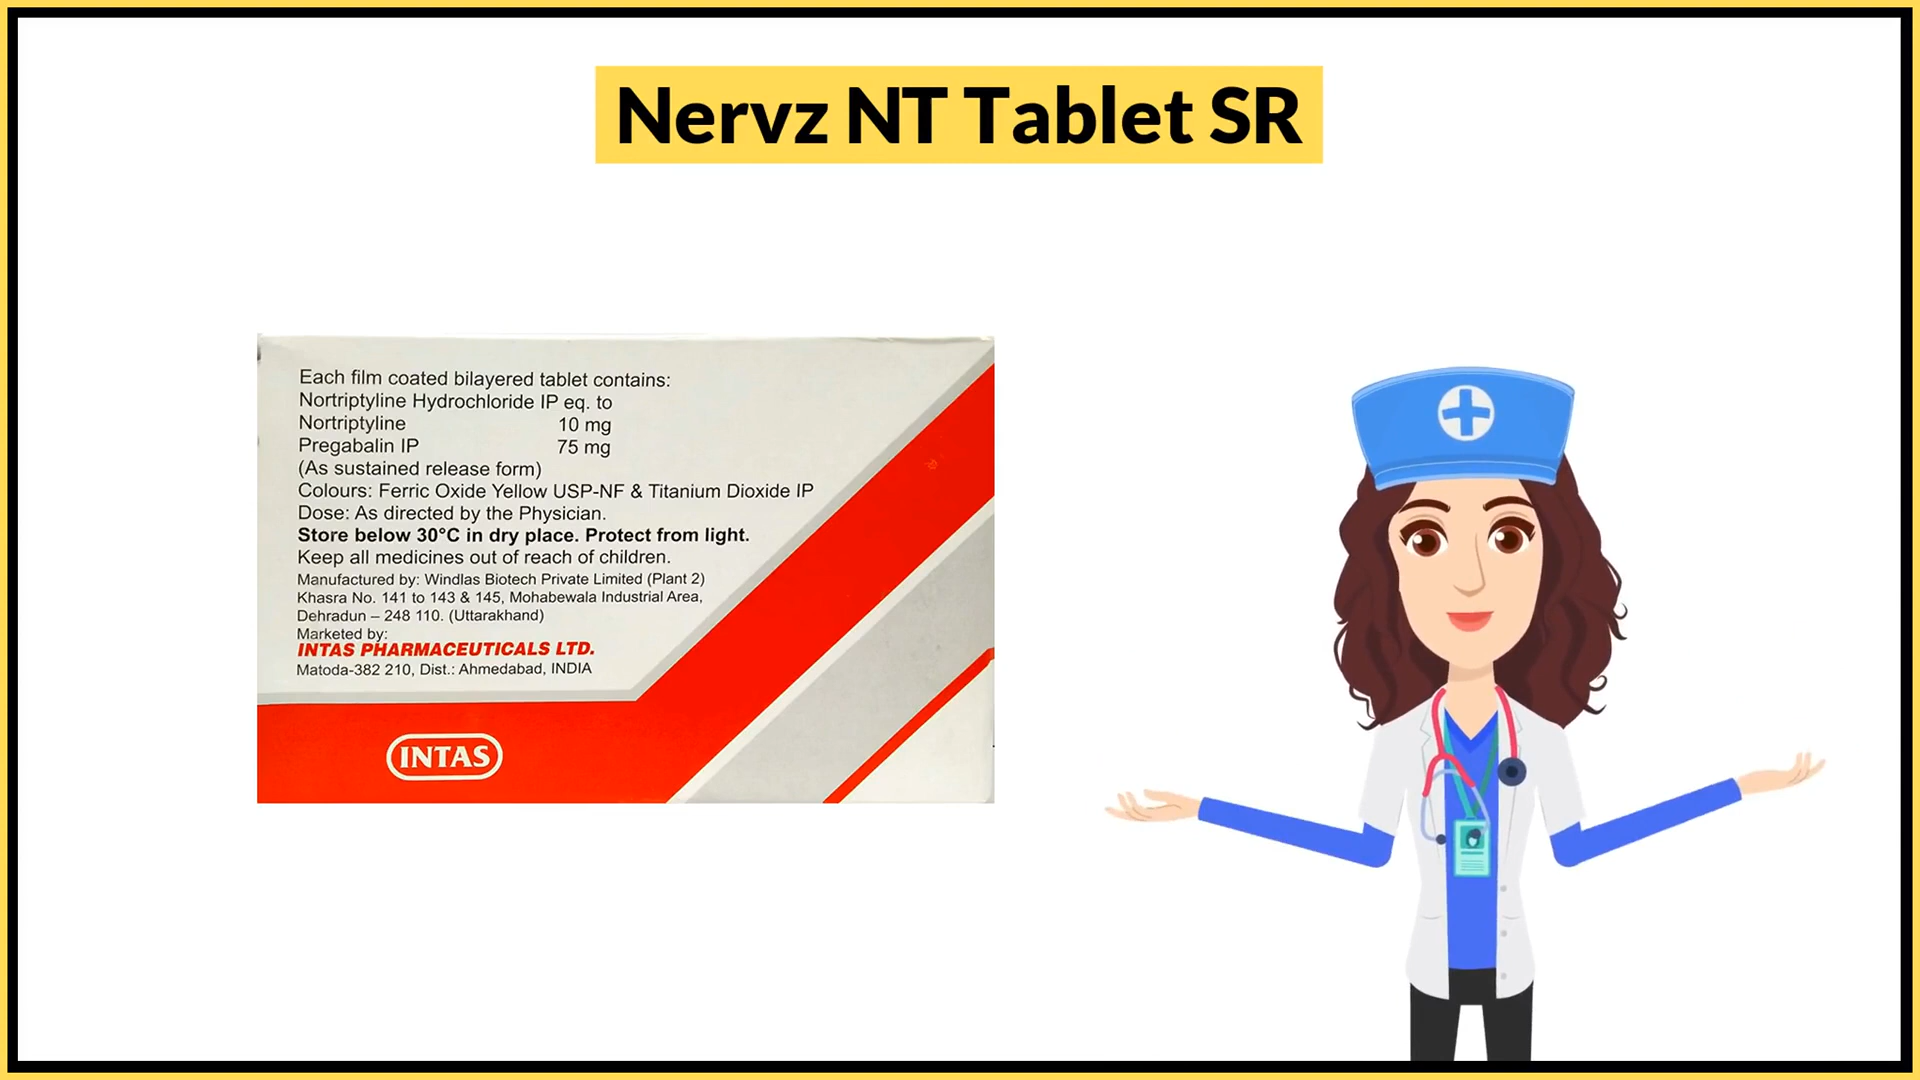 Nervz NT Tablet SR
Each film coated bilayered tablet contains:
Nortriptyline Hydrochloride IP eq. to
Nortriptyline 10 mg
Pregabalin IP 75 mg
(As sustained release form)
Colours: Ferric Oxide Yellow USP-NF & Titanium Dioxide IP
Dose: As directed by the Physician.
Store below 30°C in dry place. Protect from light.
Keep all medicines out of reach of children.
Manufactured by: Windlas Biotech Private Limited (Plant 2)
Khasra No. 141 to 143 & 145, Mohabewala Industrial Area,
Dehradun – 248 110. (Uttarakhand)
Marketed by:
INTAS PHARMACEUTICALS LTD.
Matoda-382 210, Dist.: Ahmedabad, INDIA
INTAS